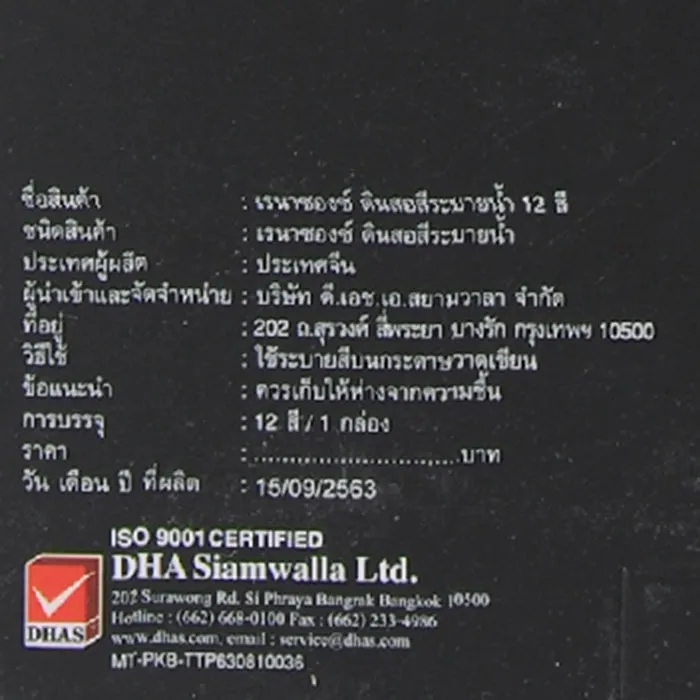 ชื่อสินค้า : เรนาซองซ์ ดินสอสีระบายน้ำ 12 สี
ชนิดสินค้า : เรนาซองซ์ ดินสอสีระบายน้ำ
ประเทศผู้ผลิต : ประเทศจีน
ผู้นำเข้าและจัดจำหน่าย : บริษัท ดี.เอช.เอ.สยามวาลา จำกัด
ที่อยู่ : 202 ถ.สุรวงศ์ สี่พระยา บางรัก กรุงเทพฯ 10500
วิธีใช้ : ใช้ระบายสีบนกระดาษวาดเขียน
ข้อแนะนำ : ควรเก็บให้ห่างจากความชื้น
การบรรจุ : 12 สี / 1 กล่อง
ราคา : ................................บาท
วัน เดือน ปี ที่ผลิต : 15/09/2563
ISO 9001 CERTIFIED
DHA Siamwalla Ltd.
202 Surawong Rd. Si Phraya Bangrak Bangkok 10500
Hotline : (662) 668-0100 Fax : (662) 233-4986
www.dhas.com, email : service@dhas.com
MT-PKB-TTP630810036
DHAS